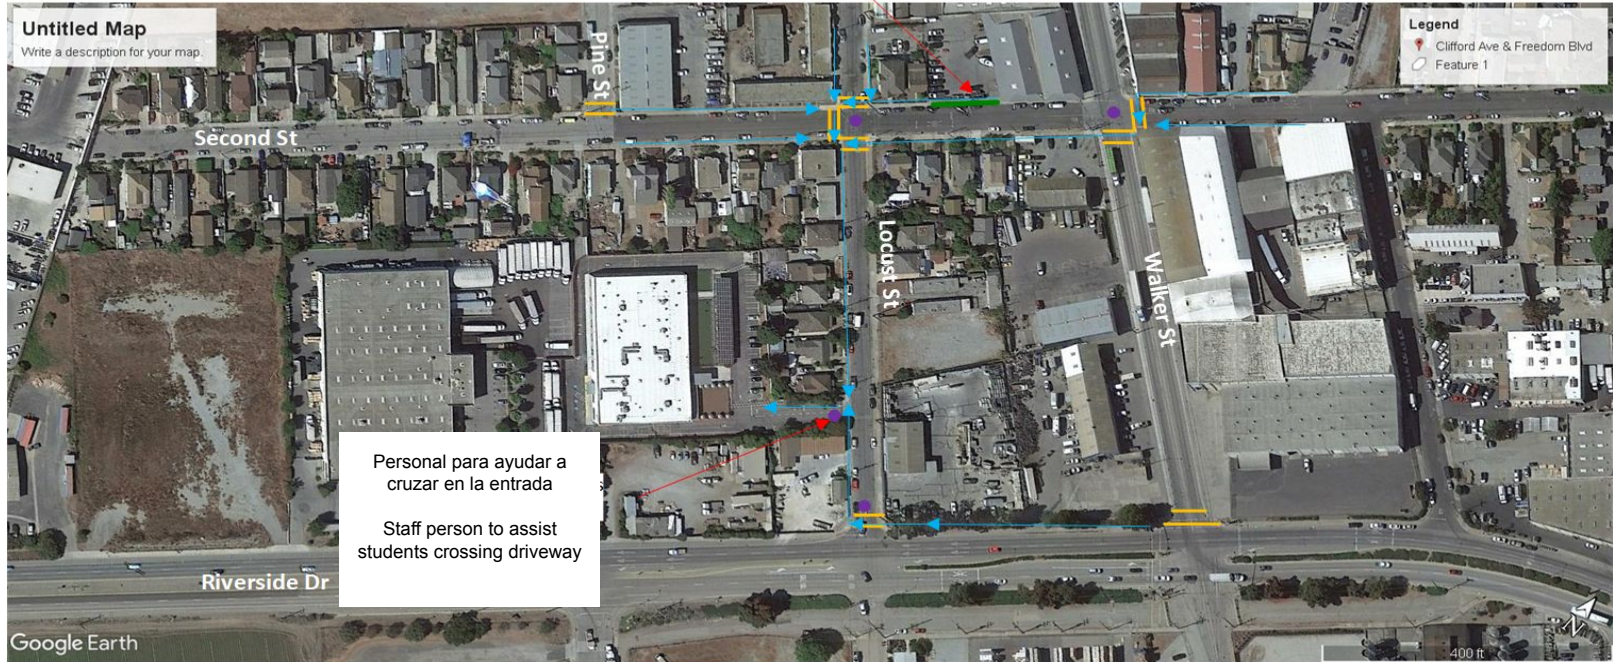 Untitled Map
Write a description for your map.
Legend
Clifford Ave & Freedom Blvd
Feature 1
Pine St
Second St
Locust St
Walker St
Personal para ayudar a
cruzar en la entrada
Staff person to assist
students crossing driveway
Riverside Dr
Google Earth
N
400 ft